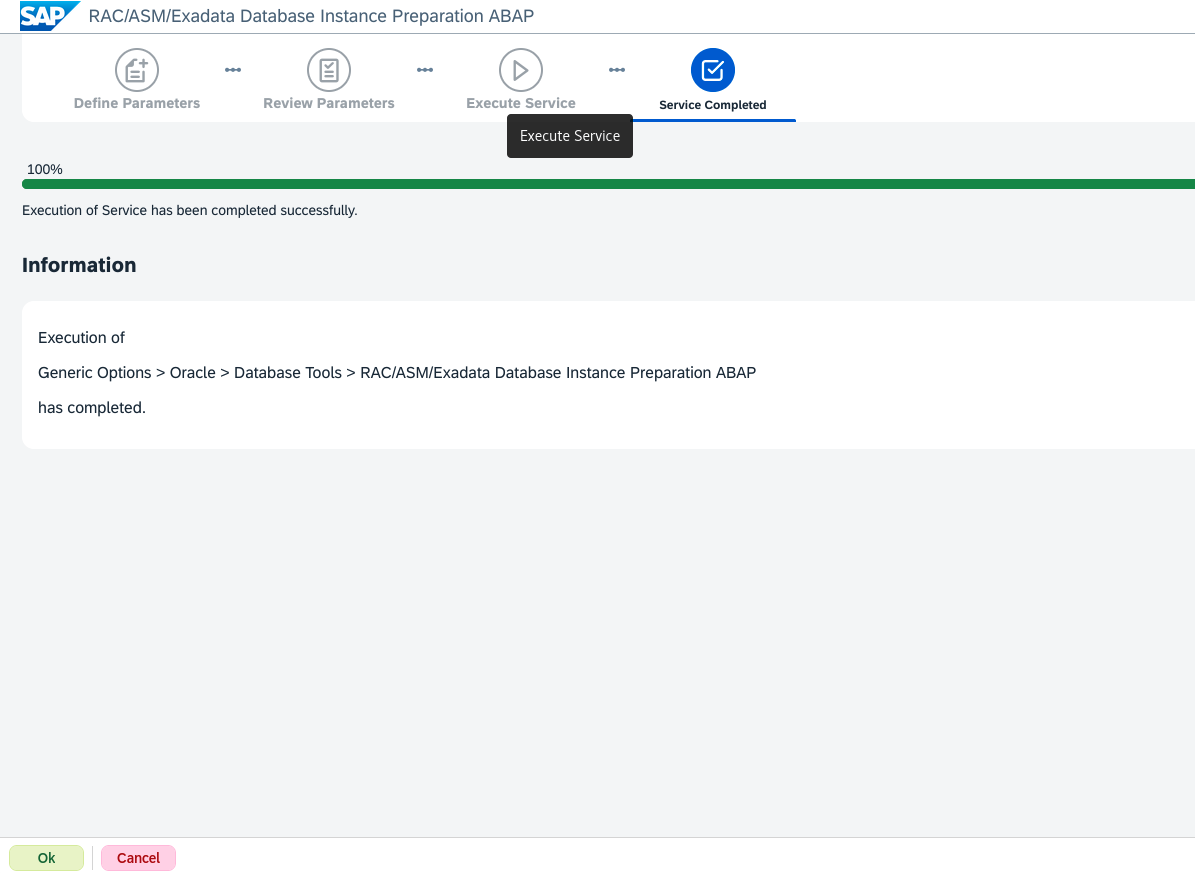 SAP RAC/ASM/Exadata Database Instance Preparation ABAP
Define Parameters
Review Parameters
Execute Service
Service Completed
Execute Service
100%
Execution of Service has been completed successfully.
Information
Execution of
Generic Options > Oracle > Database Tools > RAC/ASM/Exadata Database Instance Preparation ABAP
has completed.
Ok
Cancel